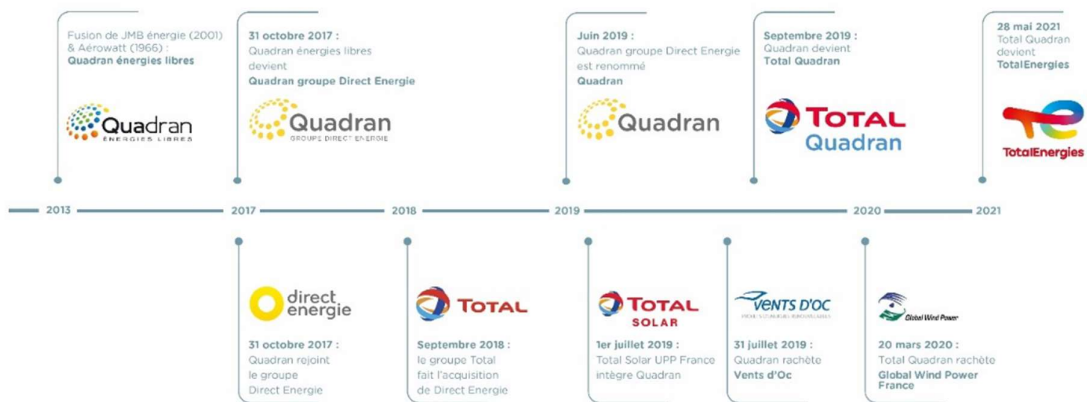 Fusion de JMB énergie (2001)
& Aérowatt (1966) :
Quadran énergies libres
Quadran
ÉNERGIES LIBRES
31 octobre 2017 :
Quadran énergies libres
devient
Quadran groupe Direct Energie
Quadran
GROUPE DIRECT ENERGIE
Juin 2019 :
Quadran groupe Direct Energie
est renommé
Quadran
Quadran
Septembre 2019 :
Quadran devient
Total Quadran
TOTAL
Quadran
28 mai 2021
Total Quadran
devient
TotalEnergies
TotalEnergies
2013
2017
2018
2019
2020
2021
direct
energie
31 octobre 2017 :
Quadran rejoint
le groupe
Direct Energie
TOTAL
Septembre 2018 :
le groupe Total
fait l'acquisition
de Direct Energie
TOTAL
SOLAR
1er juillet 2019 :
Total Solar UPP France
intègre Quadran
VENTS D'OC
31 juillet 2019 :
Quadran rachète
Vents d'Oc
Global Wind Power
20 mars 2020 :
Total Quadran rachète
Global Wind Power
France